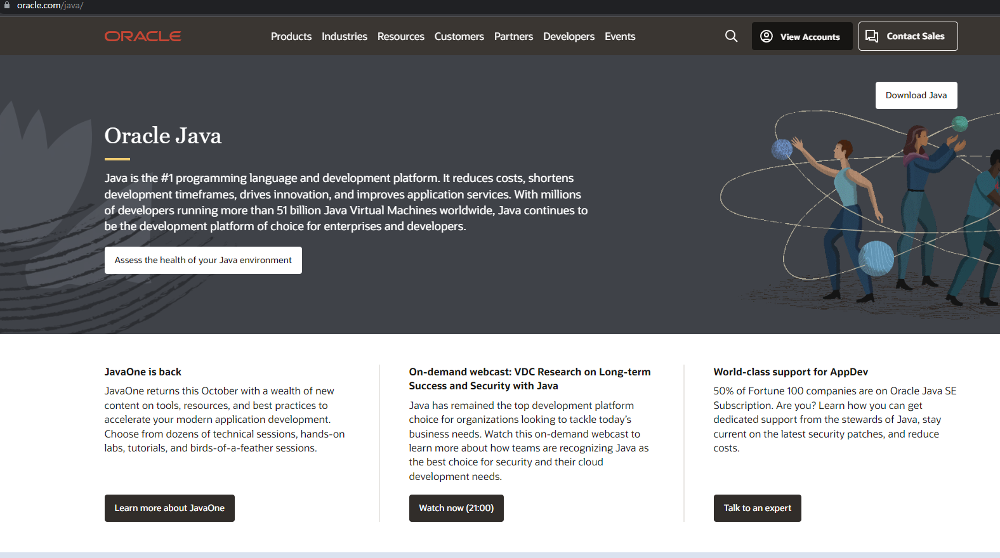 oracle.com/java/
ORACLE
Products Industries Resources Customers Partners Developers Events
View Accounts
Contact Sales
Download Java
Oracle Java
Java is the #1 programming language and development platform. It reduces costs, shortens
development timeframes, drives innovation, and improves application services. With millions
of developers running more than 51 billion Java Virtual Machines worldwide, Java continues to
be the development platform of choice for enterprises and developers.
Assess the health of your Java environment
JavaOne is back
JavaOne returns this October with a wealth of new
content on tools, resources, and best practices to
accelerate your modern application development.
Choose from dozens of technical sessions, hands-on
labs, tutorials, and birds-of-a-feather sessions.
Learn more about JavaOne
On-demand webcast: VDC Research on Long-term
Success and Security with Java
Java has remained the top development platform
choice for organizations looking to tackle today's
business needs. Watch this on-demand webcast to
learn more about how teams are recognizing Java as
the best choice for security and their cloud
development needs.
Watch now (21:00)
World-class support for AppDev
50% of Fortune 100 companies are on Oracle Java SE
Subscription. Are you? Learn how you can get
dedicated support from the stewards of Java, stay
current on the latest security patches, and reduce
costs.
Talk to an expert